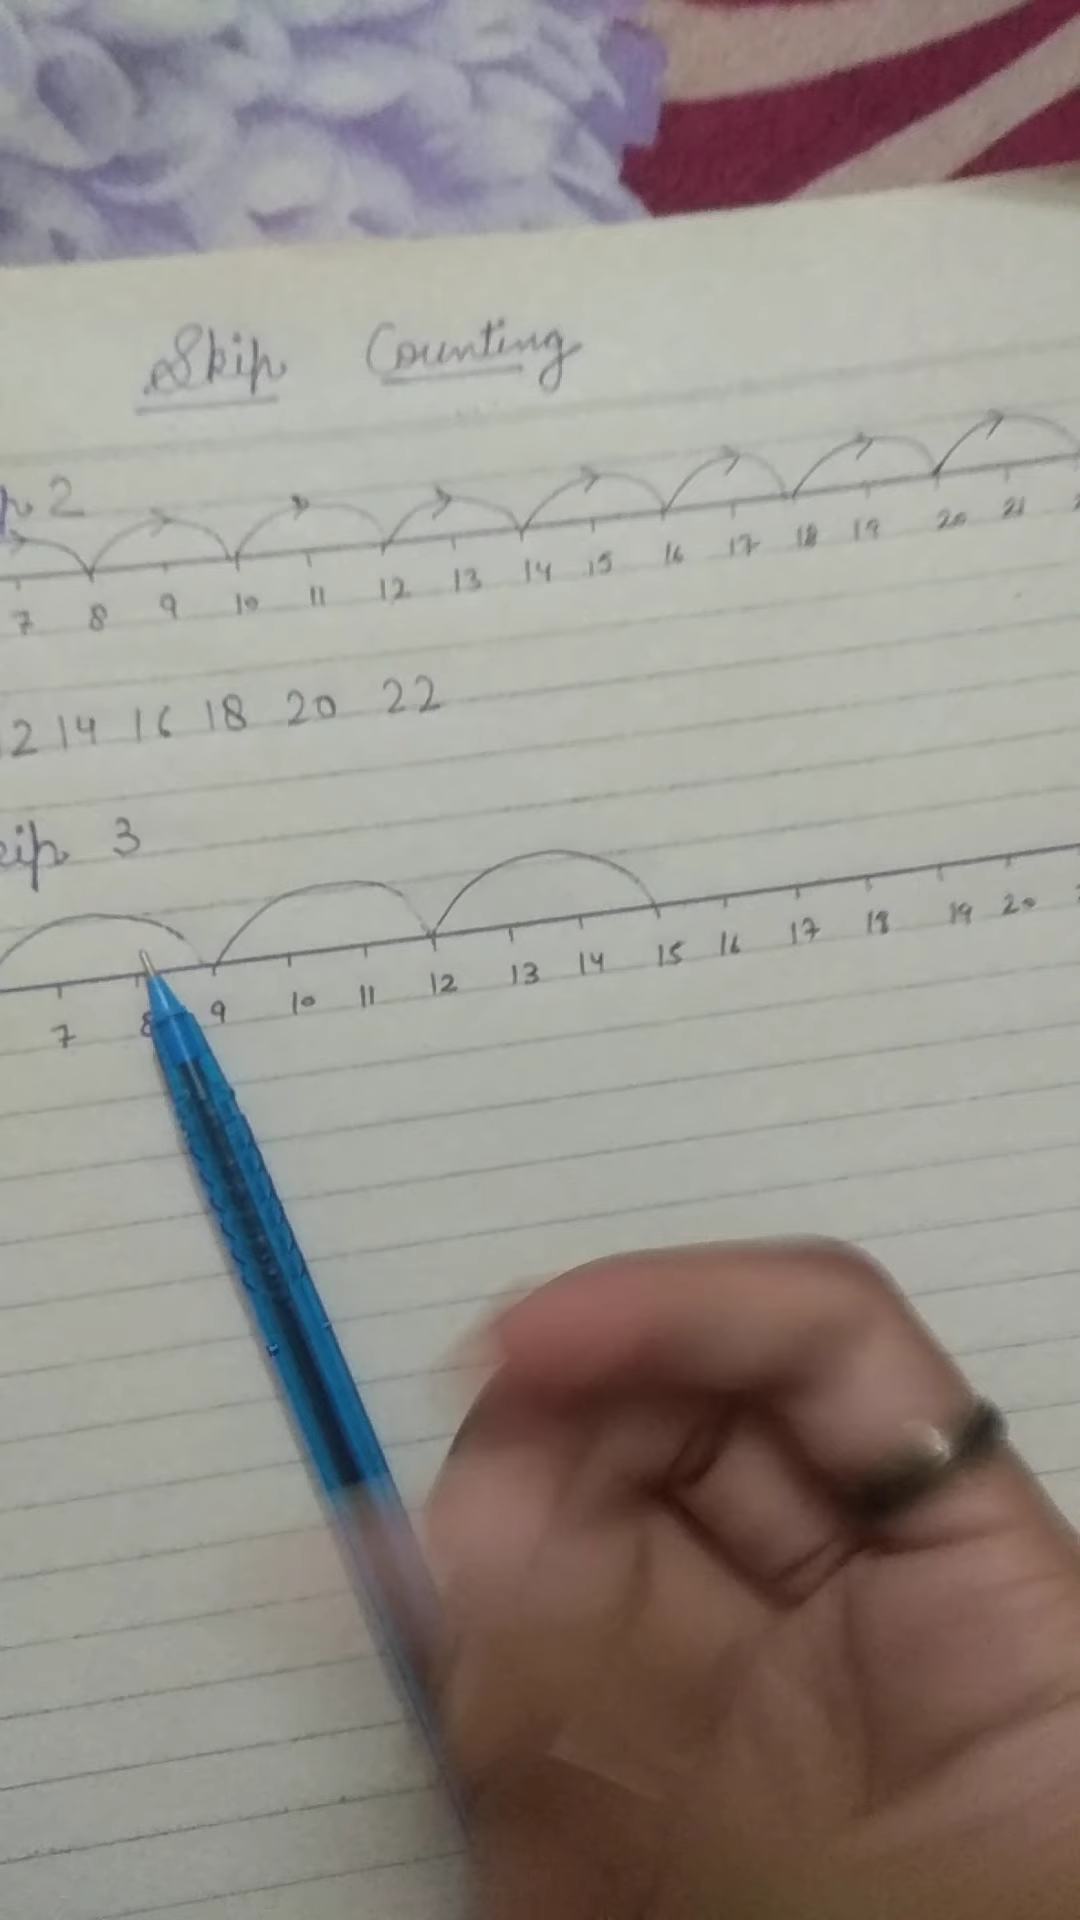 Skip Counting
p 2
7 8 9 10 11 12 13 14 15 16 17 18 19 20 21
12 14 16 18 20 22
kip 3
7 8 9 10 11 12 13 14 15 16 17 18 19 20